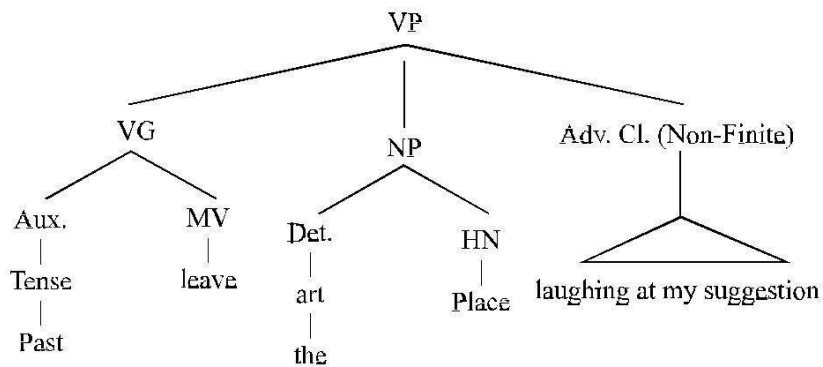 VP
VG
NP
Adv. Cl. (Non-Finite)
Aux.
MV
Det.
HN
Tense
leave
art
Place
laughing at my suggestion
Past
the